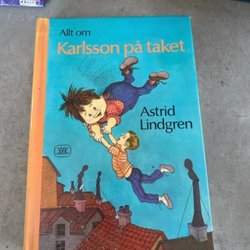 Allt om
Karlsson på taket
Astrid
Lindgren